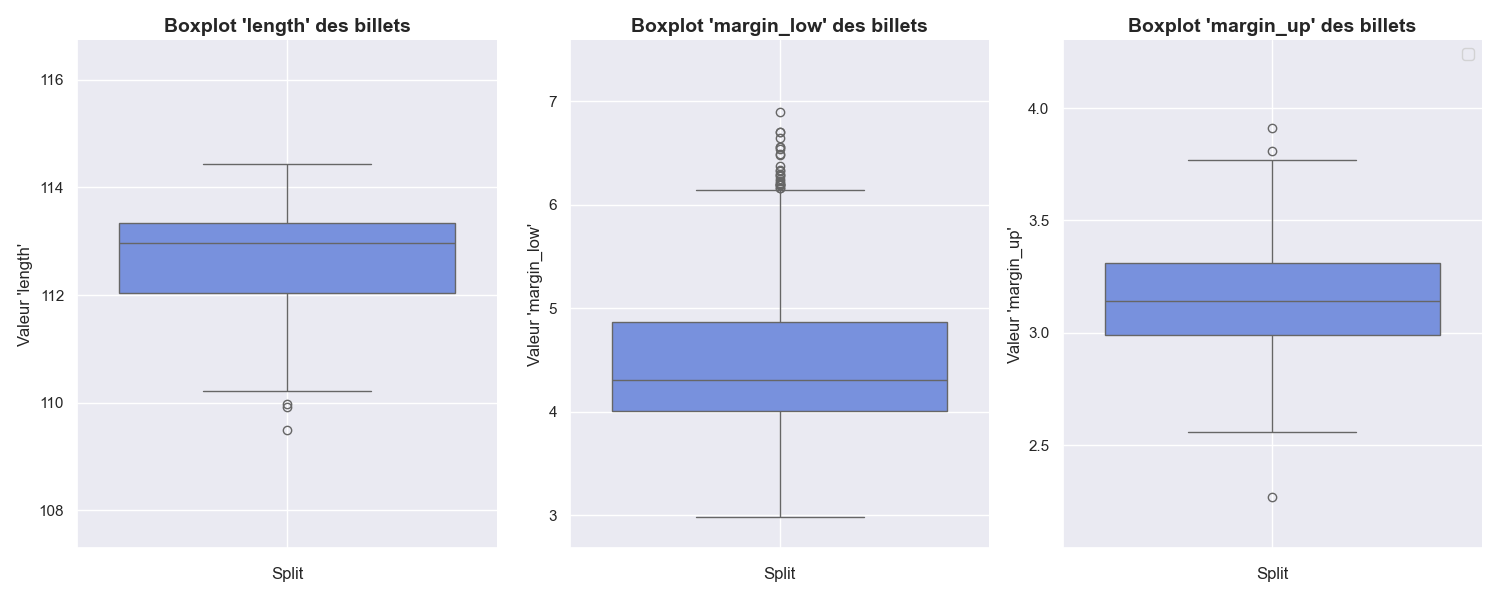 Boxplot 'length' des billets
Valeur 'length'
116
114
112
110
108
Split
Boxplot 'margin_low' des billets
Valeur 'margin_low'
7
6
5
4
3
Split
Boxplot 'margin_up' des billets
Valeur 'margin_up'
4.0
3.5
3.0
2.5
Split